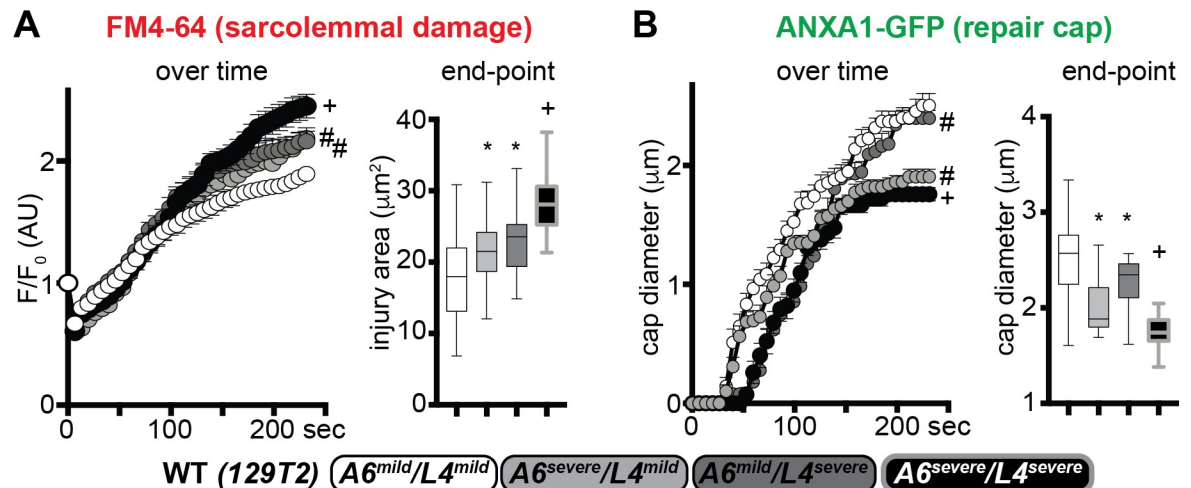 A FM4-64 (sarcolemmal damage)
over time
end-point
F/F0 (AU)
2
1
0
0 100 200 sec
+
#
#
injury area (μm²)
40
30
20
10
0
* * +
B ANXA1-GFP (repair cap)
over time
end-point
cap diameter (μm)
2
1
0
0 100 200 sec
#
#
+
cap diameter (μm)
4
3
2
1
* * +
WT (129T2) A6mild/L4mild A6severe/L4mild A6mild/L4severe A6severe/L4severe